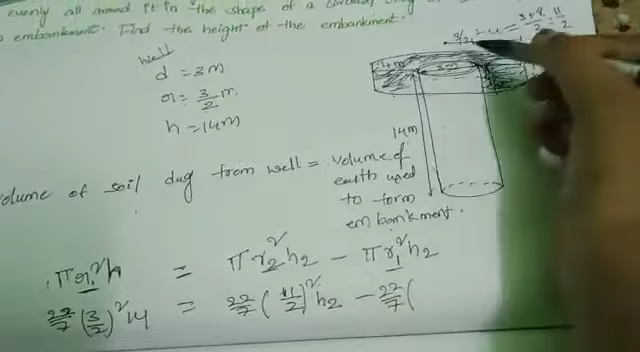 evenly all around it in the shape of a circular
embankment. Find the height of the embankment.
3/2 + 4 = 3+8/2 = 11/2
well
d = 3m
r = 3/2 m.
h = 14m
4m
3m
14m
volume of soil dug from well = volume of
earth used
to form
embankment.
πr₁²h = πr₂²h₂ - πr₁²h₂
22/7 (3/2)² 14 = 22/7 (11/2)² h₂ - 22/7 (